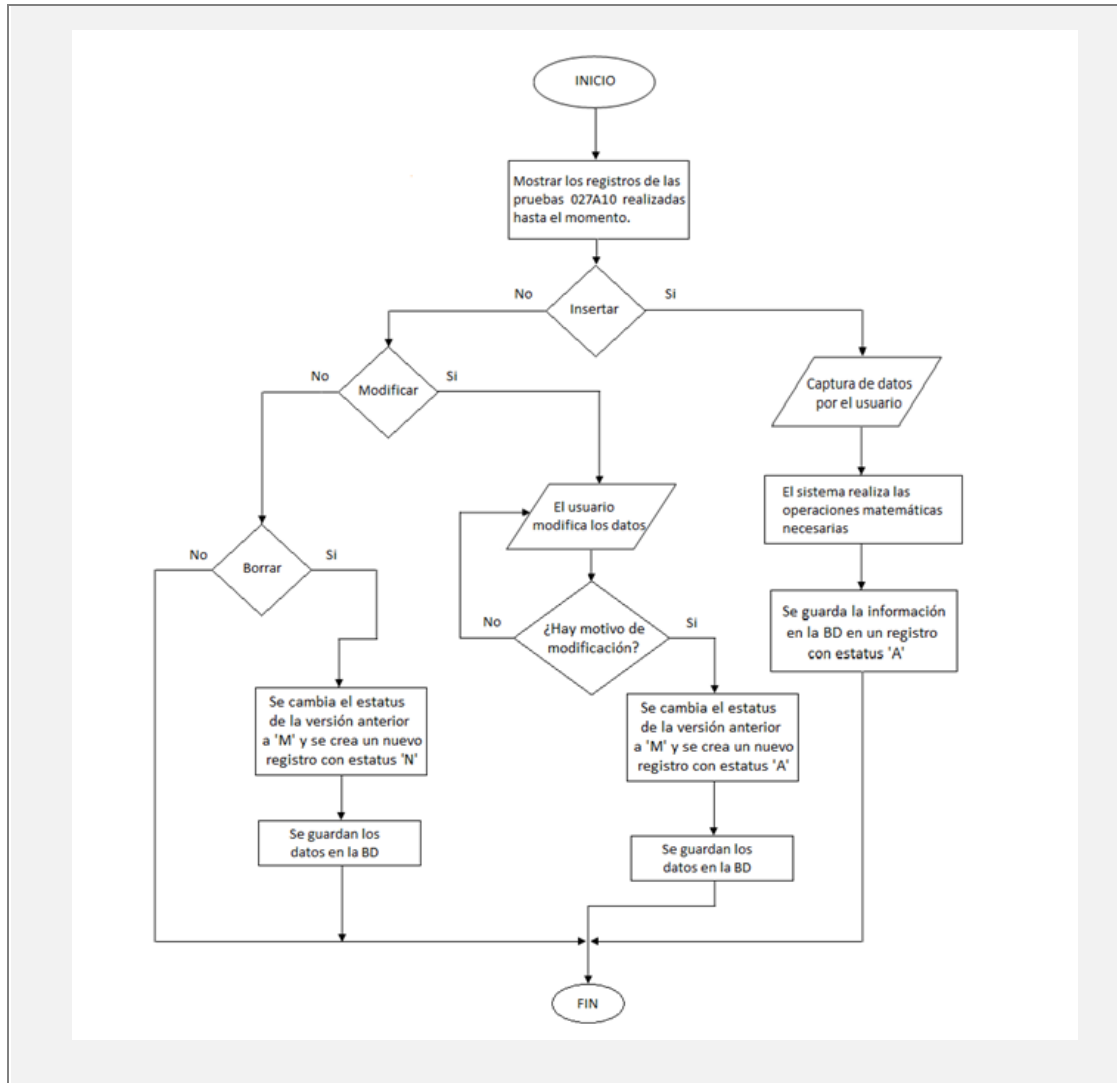 INICIO
Mostrar los registros de las
pruebas 027A10 realizadas
hasta el momento.
No
Si
Insertar
No
Si
Modificar
Captura de datos
por el usuario
El sistema realiza las
operaciones matemáticas
necesarias
El usuario
modifica los datos
No
Si
Borrar
Se guarda la información
en la BD en un registro
con estatus 'A'
No
Si
¿Hay motivo de
modificación?
Se cambia el estatus
de la versión anterior
a 'M' y se crea un nuevo
registro con estatus 'N'
Se cambia el estatus
de la versión anterior
a 'M' y se crea un nuevo
registro con estatus 'A'
Se guardan los
datos en la BD
Se guardan los
datos en la BD
FIN